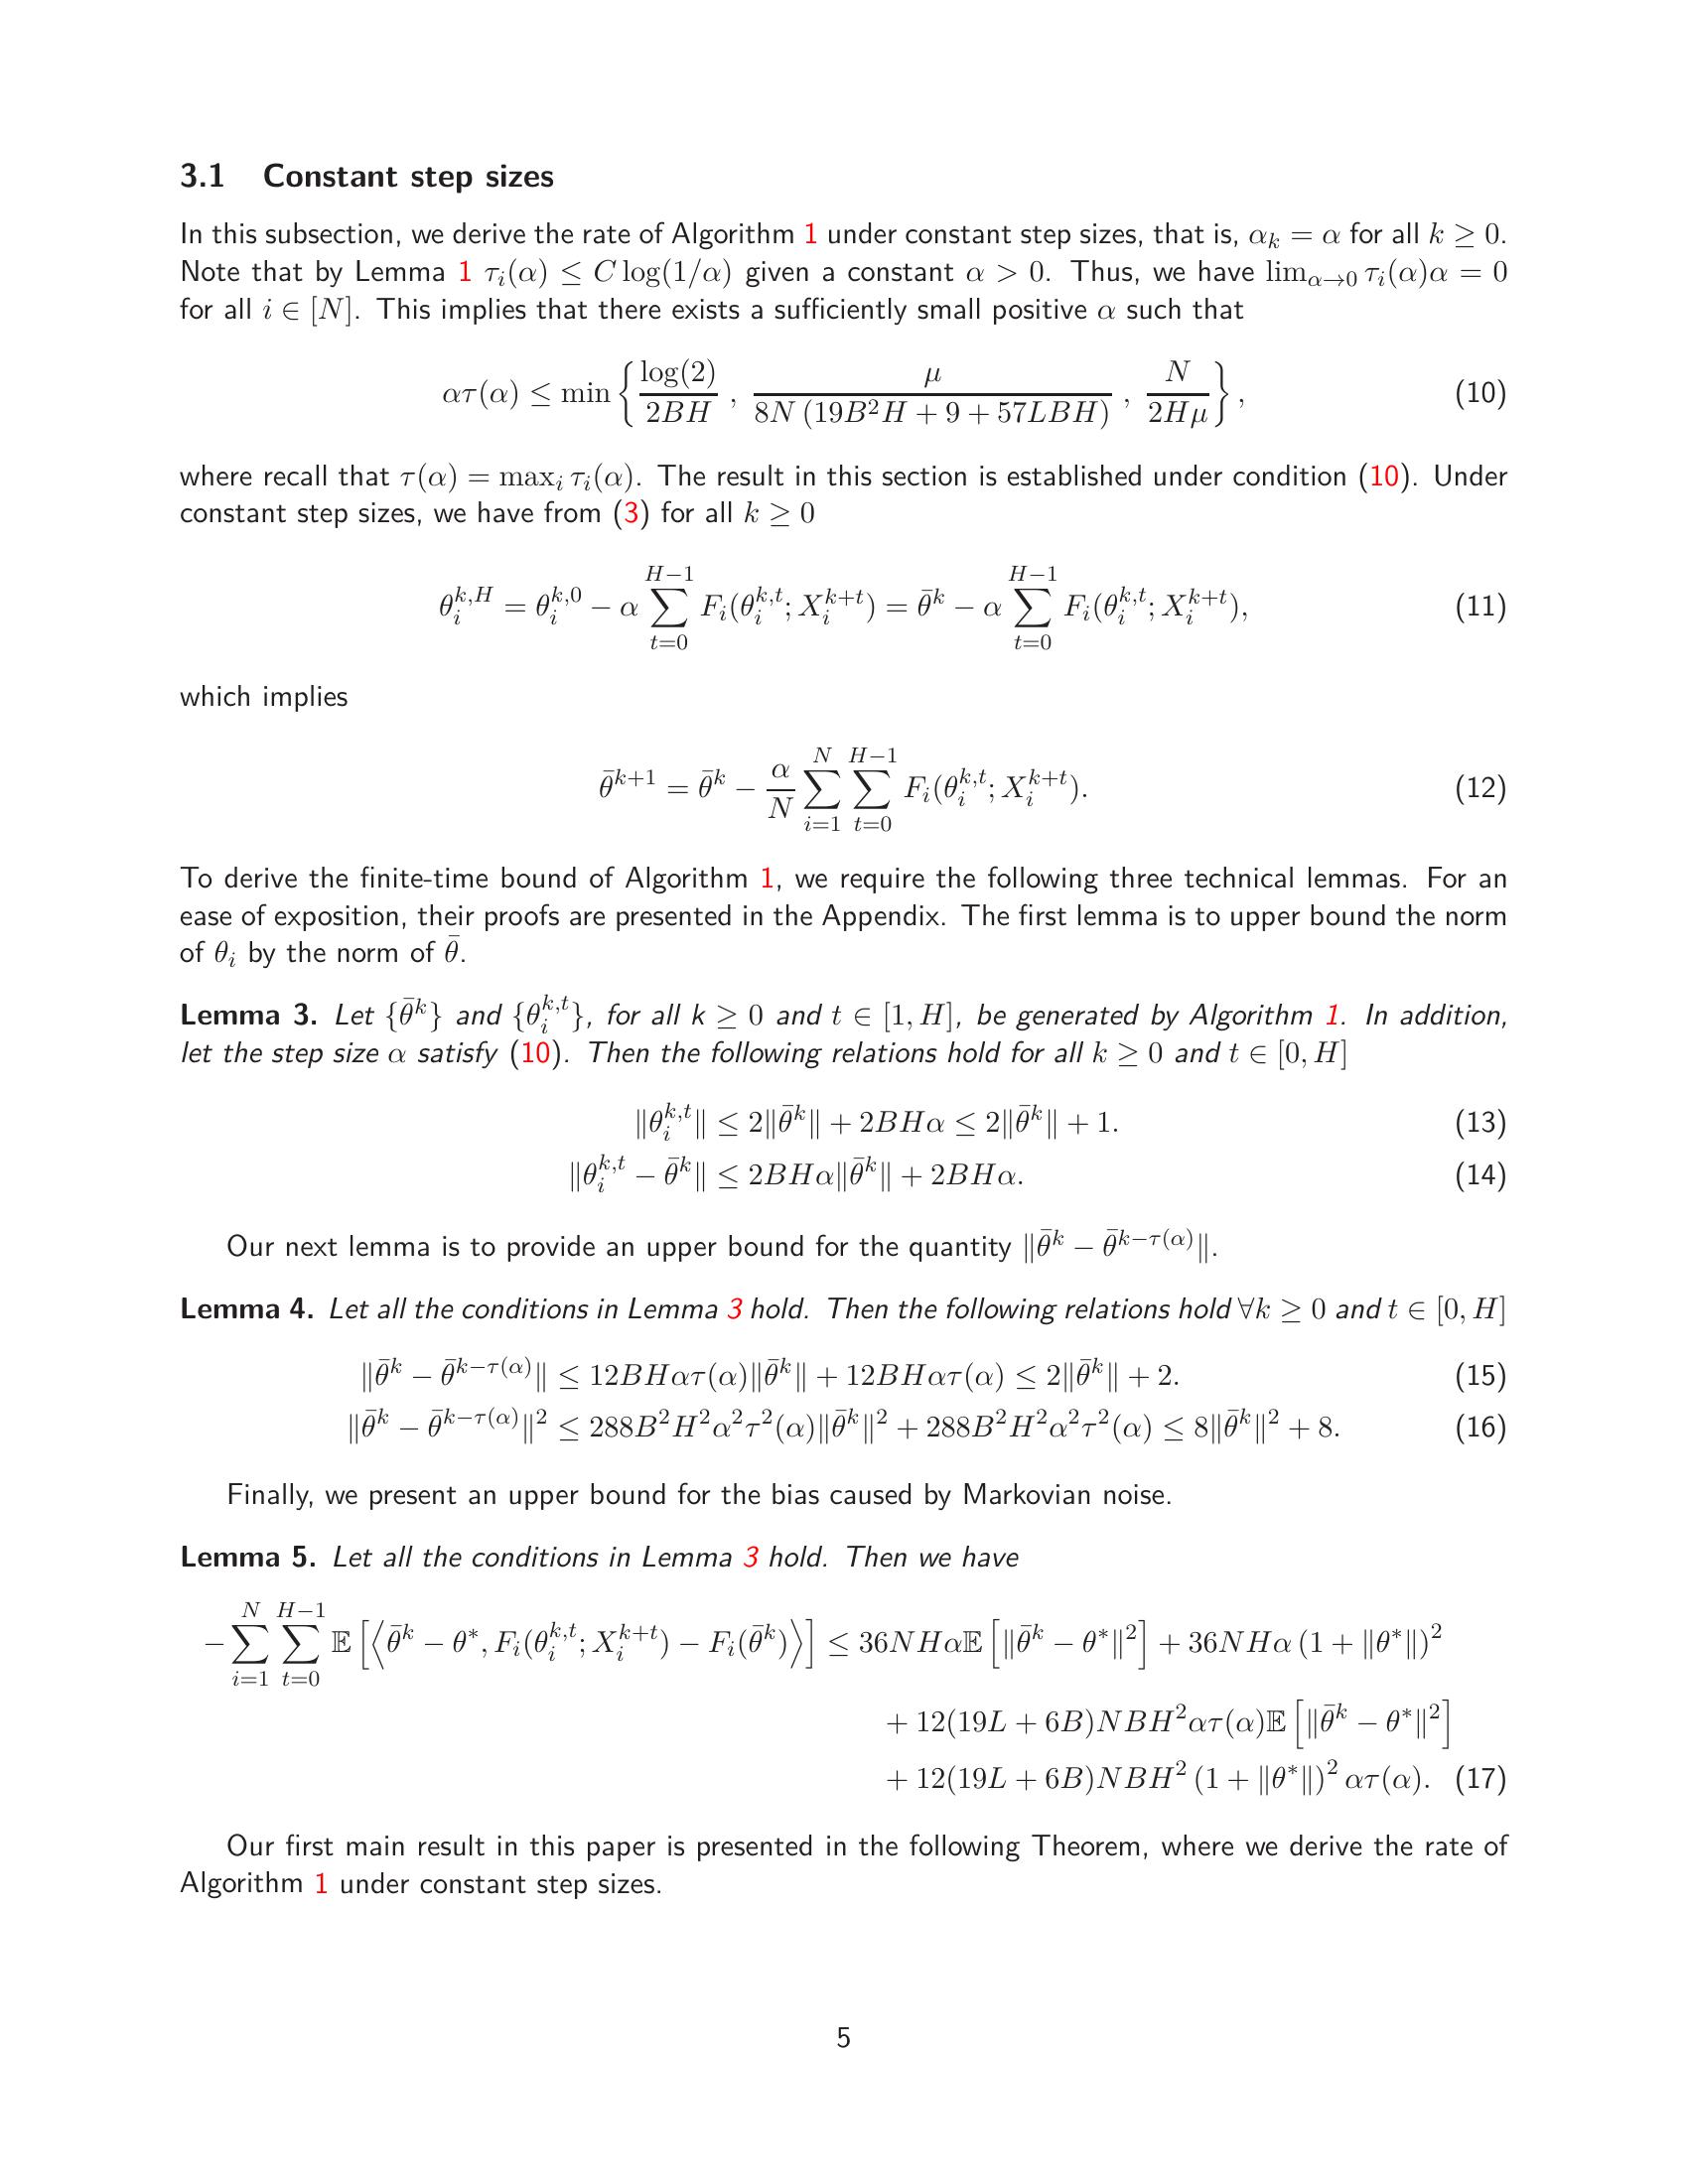 3.1 Constant step sizes
In this subsection, we derive the rate of Algorithm 1 under constant step sizes, that is, $\alpha_k = \alpha$ for all $k \geq 0$.
Note that by Lemma 1 $\tau_i(\alpha) \leq C \log(1/\alpha)$ given a constant $\alpha > 0$. Thus, we have $\lim_{\alpha \to 0} \tau_i(\alpha)\alpha = 0$
for all $i \in [N]$. This implies that there exists a sufficiently small positive $\alpha$ such that
$\alpha\tau(\alpha) \leq \min\left\{ \frac{\log(2)}{2BH} , \frac{\mu}{8N(19B^2H + 9 + 57LBH)} , \frac{N}{2H\mu} \right\},$ (10)
where recall that $\tau(\alpha) = \max_i \tau_i(\alpha)$. The result in this section is established under condition (10). Under
constant step sizes, we have from (3) for all $k \geq 0$
$\theta_i^{k,H} = \theta_i^{k,0} - \alpha \sum_{t=0}^{H-1} F_i(\theta_i^{k,t}; X_i^{k+t}) = \bar{\theta}^k - \alpha \sum_{t=0}^{H-1} F_i(\theta_i^{k,t}; X_i^{k+t}),$ (11)
which implies
$\bar{\theta}^{k+1} = \bar{\theta}^k - \frac{\alpha}{N} \sum_{i=1}^{N} \sum_{t=0}^{H-1} F_i(\theta_i^{k,t}; X_i^{k+t}).$ (12)
To derive the finite-time bound of Algorithm 1, we require the following three technical lemmas. For an
ease of exposition, their proofs are presented in the Appendix. The first lemma is to upper bound the norm
of $\theta_i$ by the norm of $\bar{\theta}$.
Lemma 3. Let $\{\bar{\theta}^k\}$ and $\{\theta_i^{k,t}\}$, for all $k \geq 0$ and $t \in [1, H]$, be generated by Algorithm 1. In addition,
let the step size $\alpha$ satisfy (10). Then the following relations hold for all $k \geq 0$ and $t \in [0, H]$
$\|\theta_i^{k,t}\| \leq 2\|\bar{\theta}^k\| + 2BH\alpha \leq 2\|\bar{\theta}^k\| + 1.$ (13)
$\|\theta_i^{k,t} - \bar{\theta}^k\| \leq 2BH\alpha\|\bar{\theta}^k\| + 2BH\alpha.$ (14)
Our next lemma is to provide an upper bound for the quantity $\|\bar{\theta}^k - \bar{\theta}^{k-\tau(\alpha)}\|$.
Lemma 4. Let all the conditions in Lemma 3 hold. Then the following relations hold $\forall k \geq 0$ and $t \in [0, H]$
$\|\bar{\theta}^k - \bar{\theta}^{k-\tau(\alpha)}\| \leq 12BH\alpha\tau(\alpha)\|\bar{\theta}^k\| + 12BH\alpha\tau(\alpha) \leq 2\|\bar{\theta}^k\| + 2.$ (15)
$\|\bar{\theta}^k - \bar{\theta}^{k-\tau(\alpha)}\|^2 \leq 288B^2H^2\alpha^2\tau^2(\alpha)\|\bar{\theta}^k\|^2 + 288B^2H^2\alpha^2\tau^2(\alpha) \leq 8\|\bar{\theta}^k\|^2 + 8.$ (16)
Finally, we present an upper bound for the bias caused by Markovian noise.
Lemma 5. Let all the conditions in Lemma 3 hold. Then we have
$-\sum_{i=1}^{N} \sum_{t=0}^{H-1} \mathbb{E}\left[\left\langle \bar{\theta}^k - \theta^*, F_i(\theta_i^{k,t}; X_i^{k+t}) - F_i(\bar{\theta}^k) \right\rangle\right] \leq 36NH\alpha\mathbb{E}\left[\|\bar{\theta}^k - \theta^*\|^2\right] + 36NH\alpha(1 + \|\theta^*\|)^2$
$+ 12(19L + 6B)NBH^2\alpha\tau(\alpha)\mathbb{E}\left[\|\bar{\theta}^k - \theta^*\|^2\right]$
$+ 12(19L + 6B)NBH^2(1 + \|\theta^*\|)^2 \alpha\tau(\alpha).$ (17)
Our first main result in this paper is presented in the following Theorem, where we derive the rate of
Algorithm 1 under constant step sizes.
5